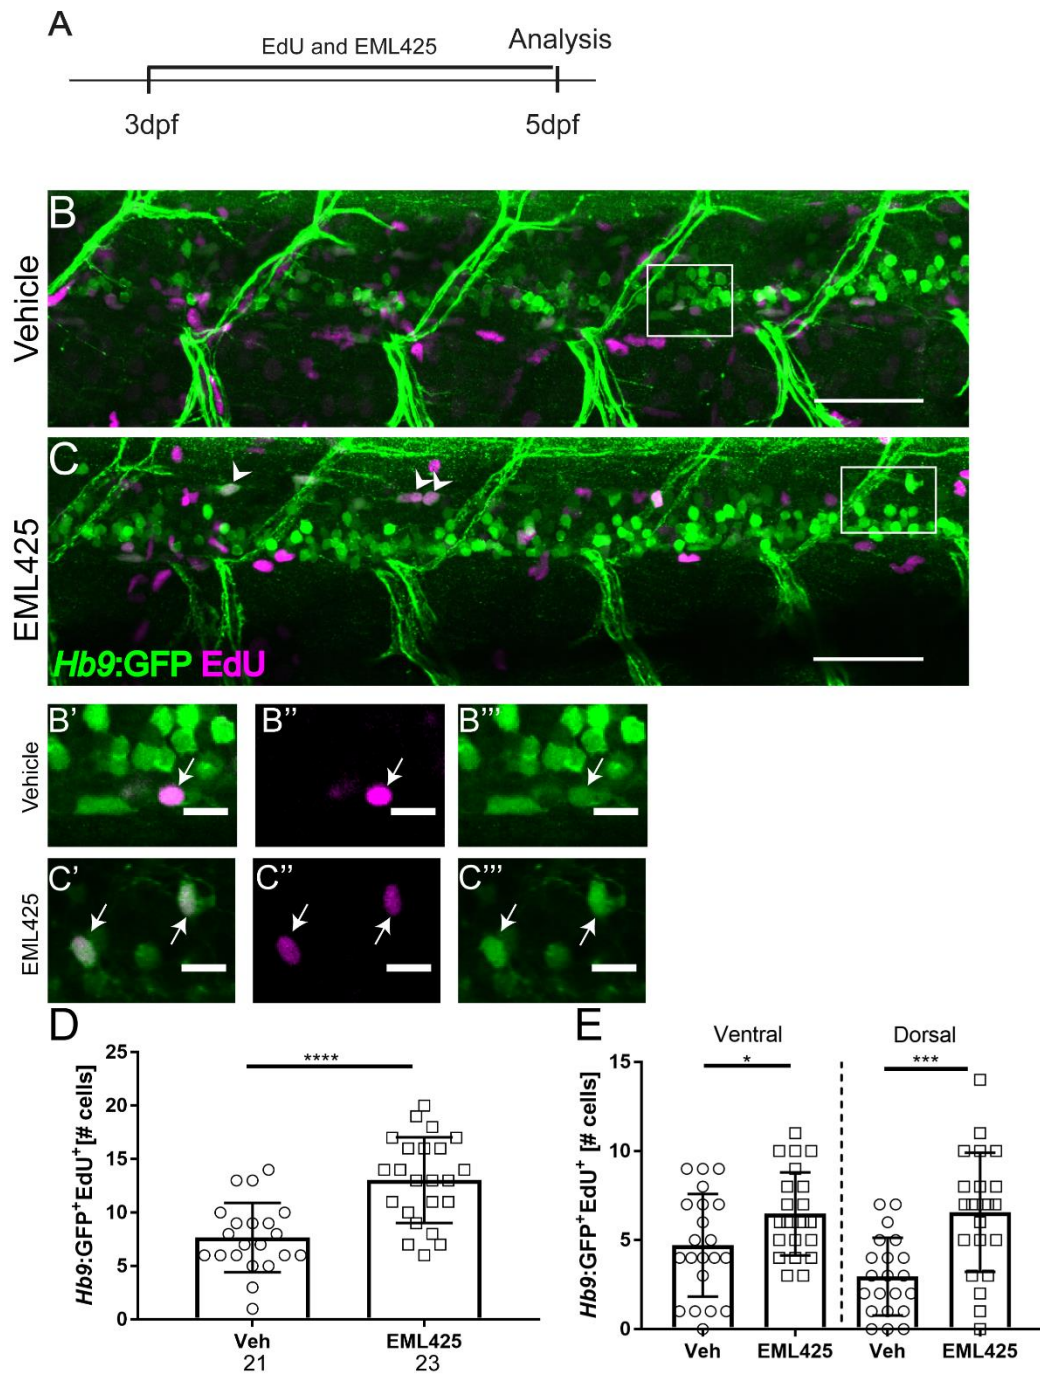 A
EdU and EML425
Analysis
3dpf
5dpf
B
Vehicle
C
EML425
Hb9:GFP EdU
B’
B’’
B’’’
Vehicle
C’
C’’
C’’’
EML425
D
Hb9:GFP+EdU+[# cells]
25
20
15
10
5
0
****
Veh
EML425
21
23
E
Ventral
Dorsal
Hb9:GFP+EdU+ [# cells]
15
10
5
0
*
***
Veh
EML425
Veh
EML425